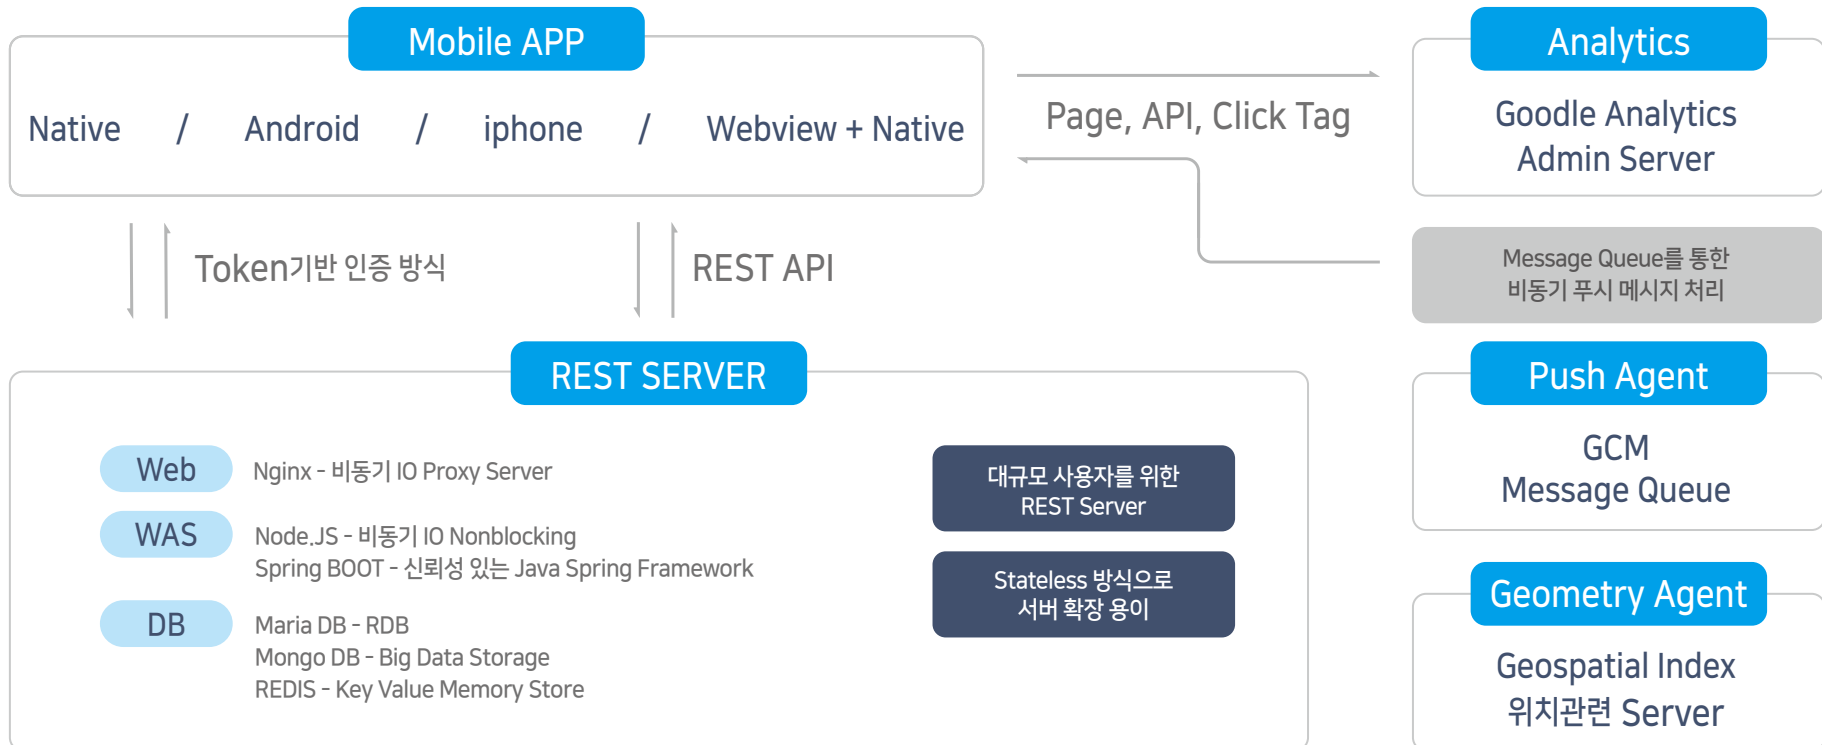 Mobile APP
Native / Android / iphone / Webview + Native
Page, API, Click Tag
Analytics
Goodle Analytics
Admin Server
Message Queue를 통한
비동기 푸시 메시지 처리
Token기반 인증 방식
REST API
REST SERVER
Web
Nginx - 비동기 IO Proxy Server
WAS
Node.JS - 비동기 IO Nonblocking
Spring BOOT - 신뢰성 있는 Java Spring Framework
DB
Maria DB - RDB
Mongo DB - Big Data Storage
REDIS - Key Value Memory Store
대규모 사용자를 위한
REST Server
Stateless 방식으로
서버 확장 용이
Push Agent
GCM
Message Queue
Geometry Agent
Geospatial Index
위치관련 Server